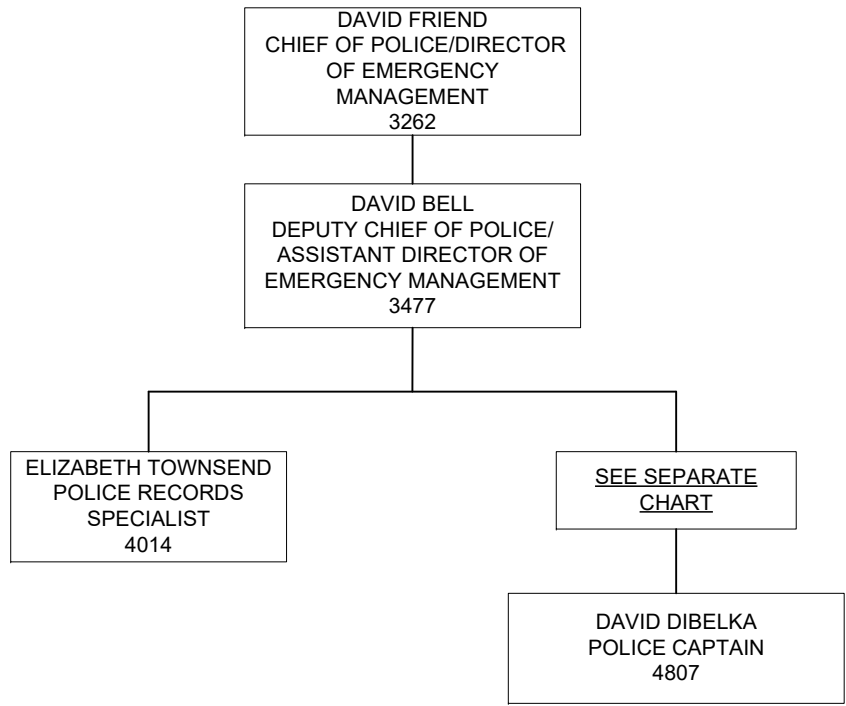 DAVID FRIEND
CHIEF OF POLICE/DIRECTOR
OF EMERGENCY
MANAGEMENT
3262
DAVID BELL
DEPUTY CHIEF OF POLICE/
ASSISTANT DIRECTOR OF
EMERGENCY MANAGEMENT
3477
ELIZABETH TOWNSEND
POLICE RECORDS
SPECIALIST
4014
SEE SEPARATE
CHART
DAVID DIBELKA
POLICE CAPTAIN
4807